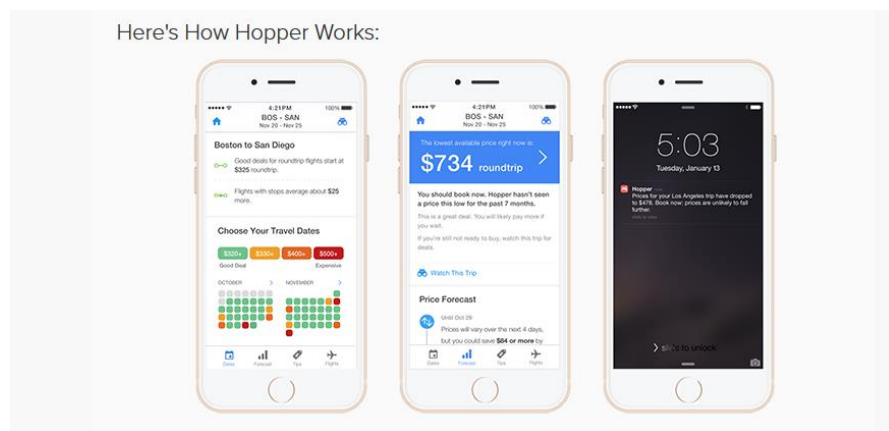 Here's How Hopper Works:
4:21PM 100%
BOS - SAN
Nov 20 - Nov 25
Boston to San Diego
Good deals for roundtrip flights start at
$325 roundtrip.
Flights with stops average about $25
more.
Choose Your Travel Dates
$320+ $330+ $400+ $500+
Good Deal Expensive
OCTOBER NOVEMBER
Dates Forecast Tips Flights
4:21PM 100%
BOS - SAN
Nov 20 - Nov 25
The lowest available price right now is:
$734 roundtrip
You should book now. Hopper hasn't seen
a price this low for the past 7 months.
This is a great deal. You will likely pay more if
you wait.
If you're still not ready to buy, watch this trip for
deals.
Watch This Trip
Price Forecast
Until Oct 29
Prices will vary over the next 4 days,
but you could save $84 or more by
Dates Forecast Tips Flights
5:03
Tuesday, January 13
Hopper
Prices for your Los Angeles trip have dropped
to $478. Book now: prices are unlikely to fall
further.
slide to unlock